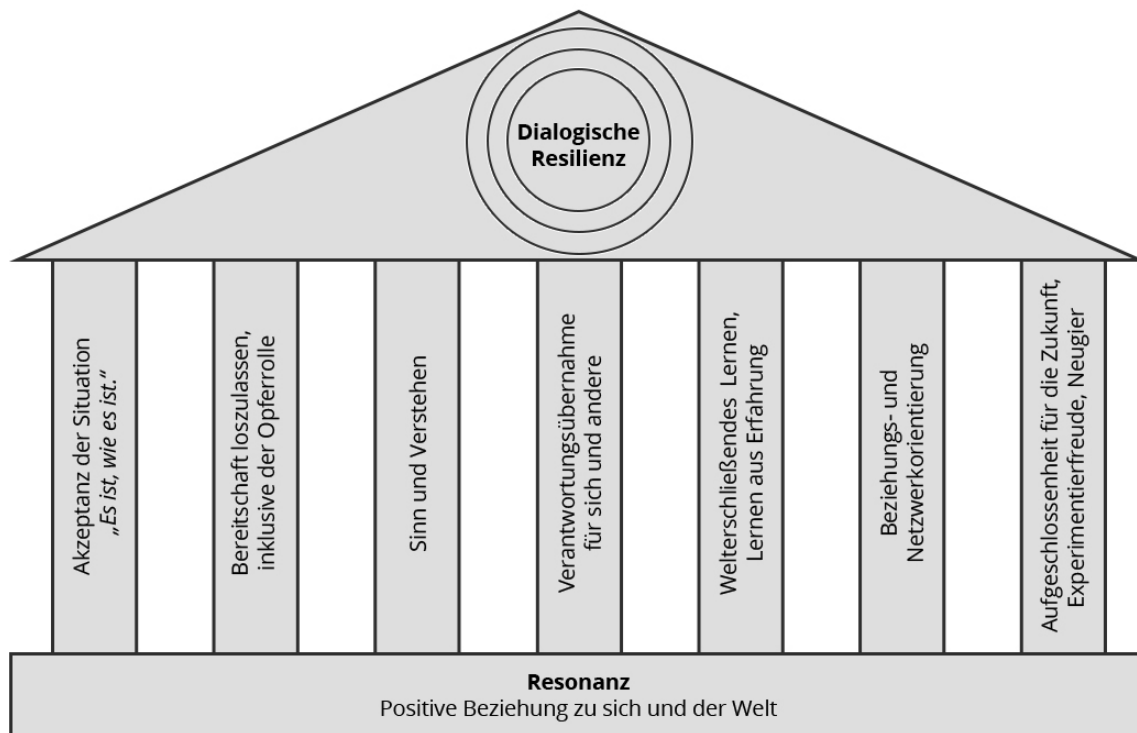 Dialogische
Resilienz
Akzeptanz der Situation
„Es ist, wie es ist.“
Bereitschaft loszulassen,
inklusive der Opferrolle
Sinn und Verstehen
Verantwortungsübernahme
für sich und andere
Welterschließendes Lernen,
Lernen aus Erfahrung
Beziehungs- und
Netzwerkorientierung
Aufgeschlossenheit für die Zukunft,
Experimentierfreude, Neugier
Resonanz
Positive Beziehung zu sich und der Welt